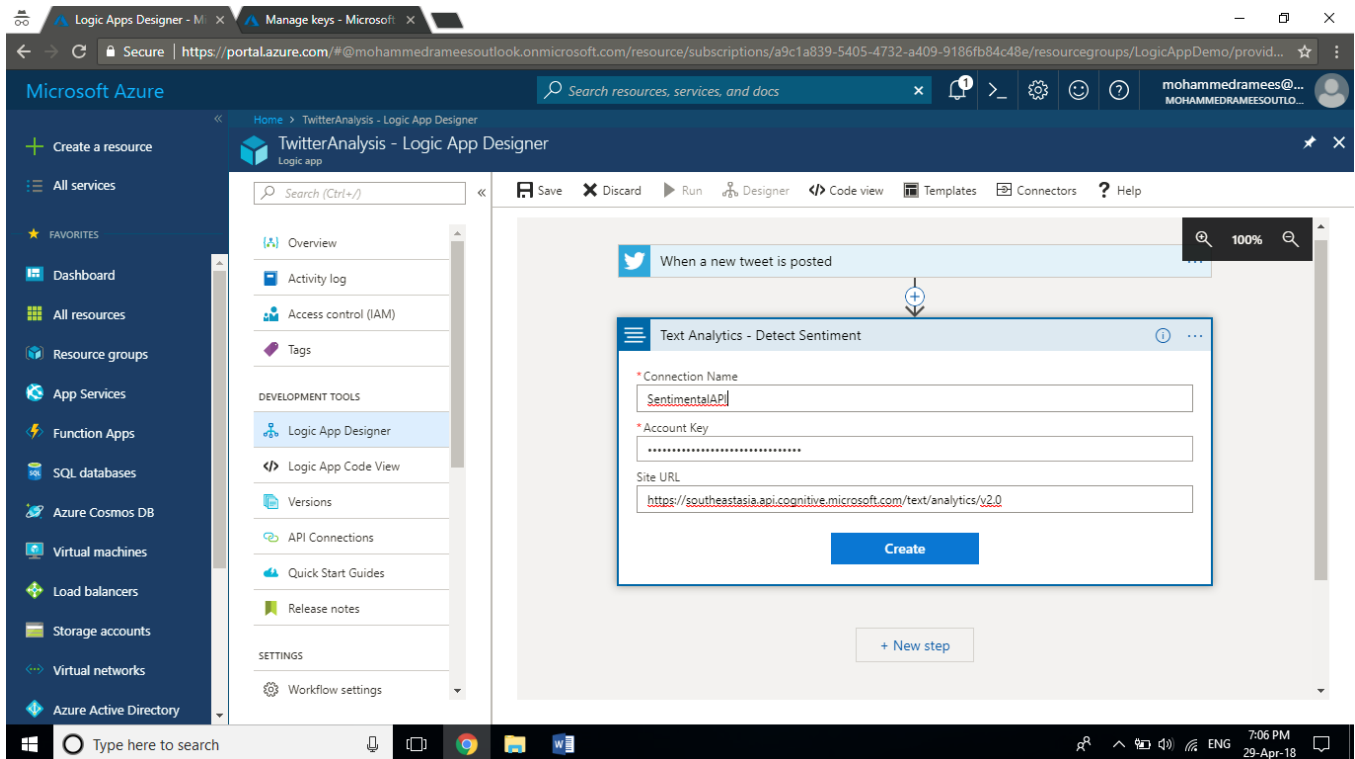 Logic Apps Designer - Mi
Manage keys - Microsoft
Secure
https://portal.azure.com/#@mohammedrameesoutlook.onmicrosoft.com/resource/subscriptions/a9c1a839-5405-4732-a409-9186fb84c48e/resourcegroups/LogicAppDemo/provid...
Microsoft Azure
Search resources, services, and docs
1
mohammedramees@...
MOHAMMEDRAMEESOUTLO...
Home > TwitterAnalysis - Logic App Designer
TwitterAnalysis - Logic App Designer
Logic app
Create a resource
All services
FAVORITES
Dashboard
All resources
Resource groups
App Services
Function Apps
SQL databases
Azure Cosmos DB
Virtual machines
Load balancers
Storage accounts
Virtual networks
Azure Active Directory
Search (Ctrl+/)
Overview
Activity log
Access control (IAM)
Tags
DEVELOPMENT TOOLS
Logic App Designer
Logic App Code View
Versions
API Connections
Quick Start Guides
Release notes
SETTINGS
Workflow settings
Save Discard Run Designer Code view Templates Connectors Help
100%
When a new tweet is posted
Text Analytics - Detect Sentiment
* Connection Name
SentimentalAPI
* Account Key
Site URL
https://southeastasia.api.cognitive.microsoft.com/text/analytics/v2.0
Create
+ New step
Type here to search
ENG
7:06 PM
29-Apr-18